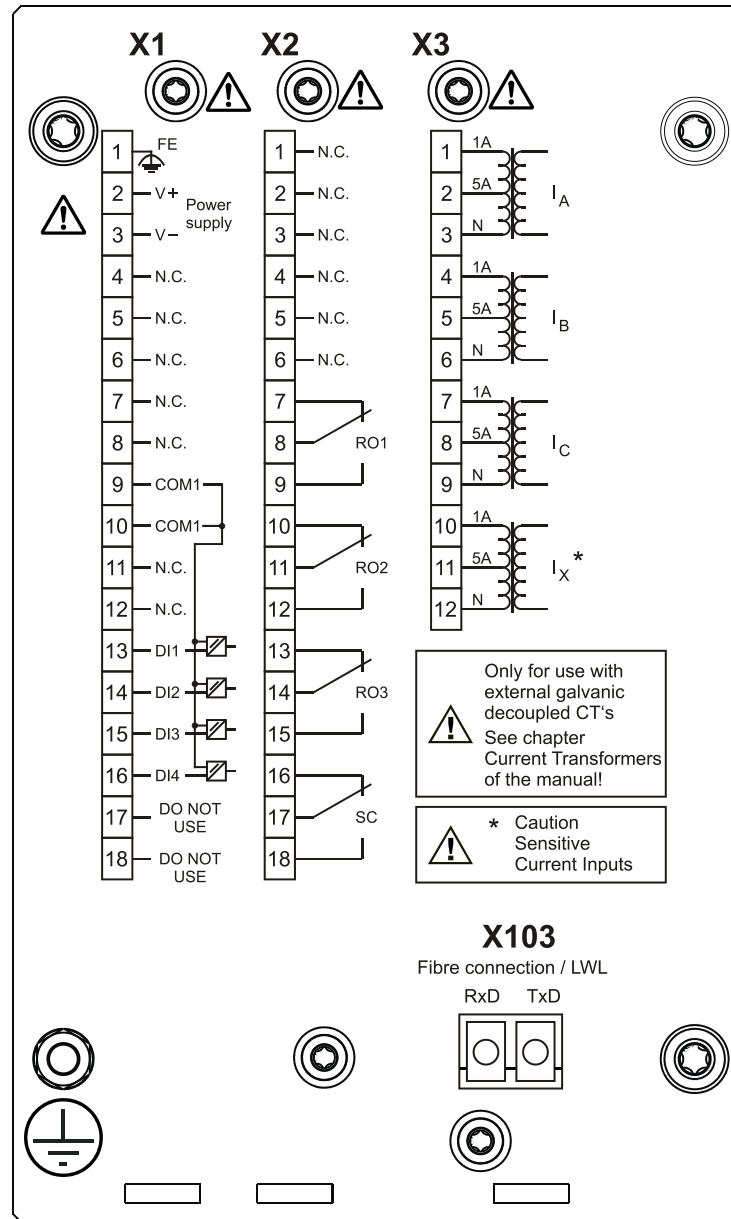 X1 X2 X3
1 FE
2 V+
Power
supply
3 V–
4 N.C.
5 N.C.
6 N.C.
7 N.C.
8 N.C.
9 COM1
10 COM1
11 N.C.
12 N.C.
13 DI1
14 DI2
15 DI3
16 DI4
17 DO NOT
USE
18 DO NOT
USE
1 N.C.
2 N.C.
3 N.C.
4 N.C.
5 N.C.
6 N.C.
7
8 RO1
9
10
11 RO2
12
13
14 RO3
15
16
17 SC
18
1 1A
2 5A IA
3 N
4 1A
5 5A IB
6 N
7 1A
8 5A IC
9 N
10 1A
11 5A IX*
12 N
! Only for use with
external galvanic
decoupled CT‘s
See chapter
Current Transformers
of the manual!
! * Caution
Sensitive
Current Inputs
X103
Fibre connection / LWL
RxD TxD